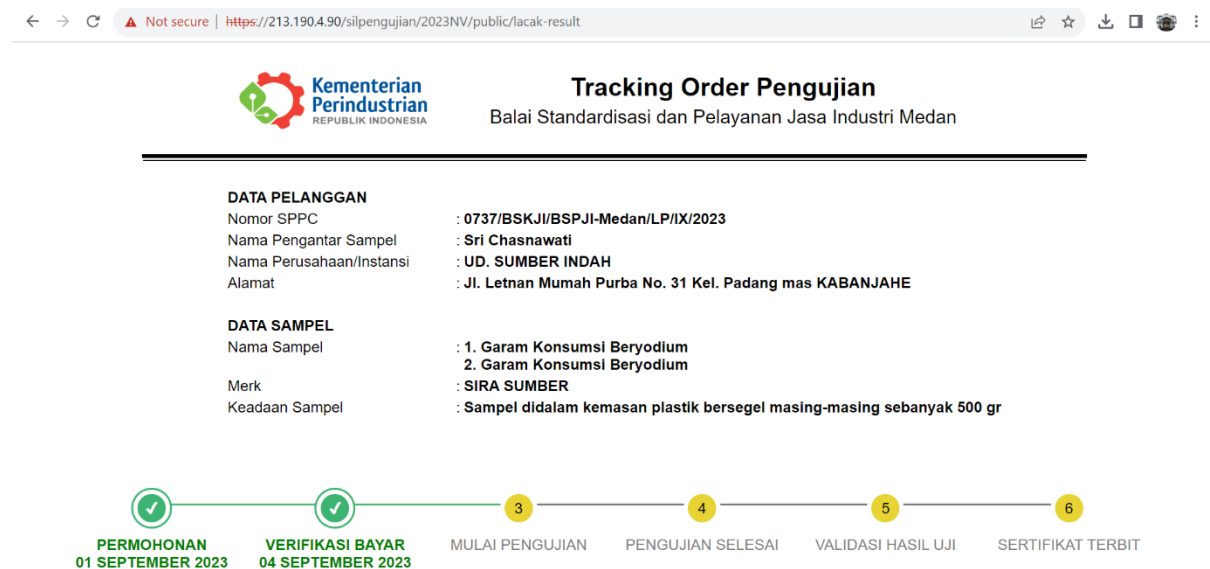 Not secure | https://213.190.4.90/silpengujian/2023NV/public/lacak-result
Kementerian
Perindustrian
REPUBLIK INDONESIA
Tracking Order Pengujian
Balai Standardisasi dan Pelayanan Jasa Industri Medan
DATA PELANGGAN
Nomor SPPC : 0737/BSKJI/BSPJI-Medan/LP/IX/2023
Nama Pengantar Sampel : Sri Chasnawati
Nama Perusahaan/Instansi : UD. SUMBER INDAH
Alamat : Jl. Letnan Mumah Purba No. 31 Kel. Padang mas KABANJAHE
DATA SAMPEL
Nama Sampel : 1. Garam Konsumsi Beryodium
2. Garam Konsumsi Beryodium
Merk : SIRA SUMBER
Keadaan Sampel : Sampel didalam kemasan plastik bersegel masing-masing sebanyak 500 gr
3 4 5 6
PERMOHONAN VERIFIKASI BAYAR MULAI PENGUJIAN PENGUJIAN SELESAI VALIDASI HASIL UJI SERTIFIKAT TERBIT
01 SEPTEMBER 2023 04 SEPTEMBER 2023